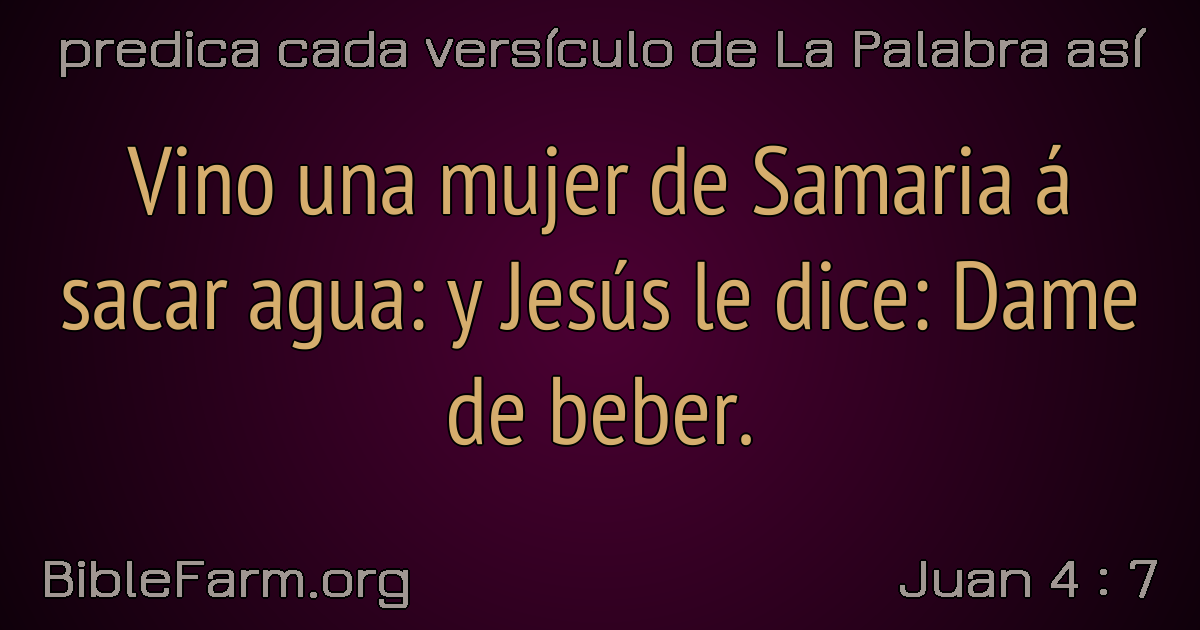 predica cada versículo de La Palabra así
Vino una mujer de Samaria á
sacar agua: y Jesús le dice: Dame
de beber.
BibleFarm.org
Juan 4 : 7